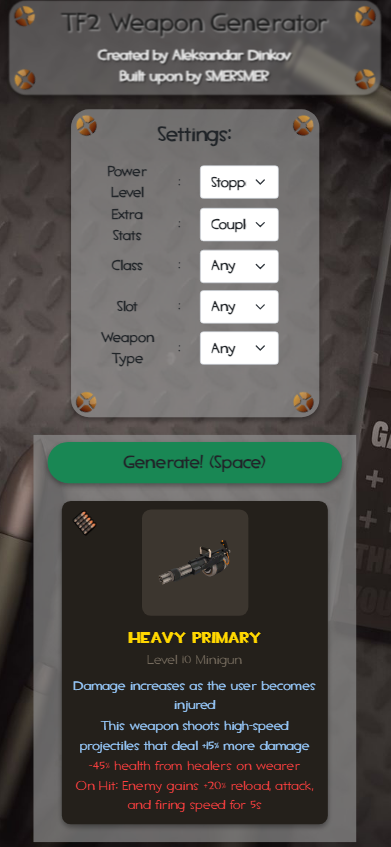 TF2 Weapon Generator
Created by Aleksandar Dinkov
Built upon by SMERSMER
Settings:
Power
Level
:
Stopp
Extra
Stats
:
Coupl
Class
:
Any
Slot
:
Any
Weapon
Type
:
Any
Generate! (Space)
HEAVY PRIMARY
Level 10 Minigun
Damage increases as the user becomes
injured
This weapon shoots high-speed
projectiles that deal +15% more damage
-45% health from healers on wearer
On Hit: Enemy gains +20% reload, attack,
and firing speed for 5s